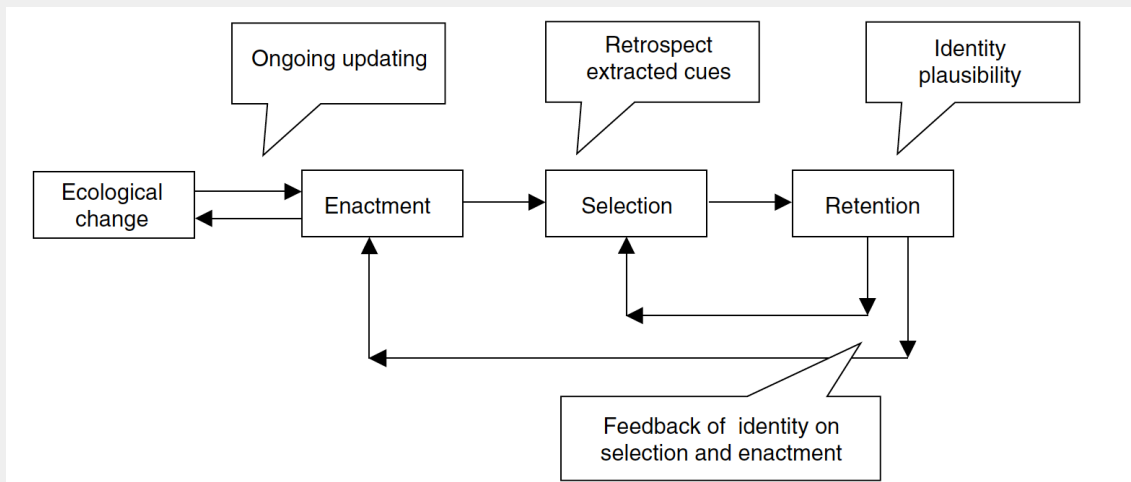 Ongoing updating
Retrospect
extracted cues
Identity
plausibility
Ecological
change
Enactment
Selection
Retention
Feedback of identity on
selection and enactment